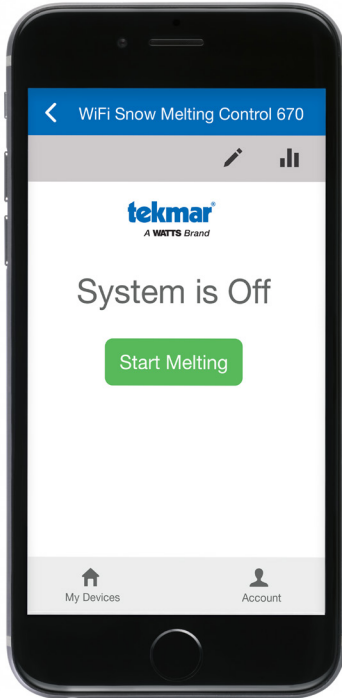 WiFi Snow Melting Control 670
tekmar
A WATTS Brand
System is Off
Start Melting
My Devices
Account